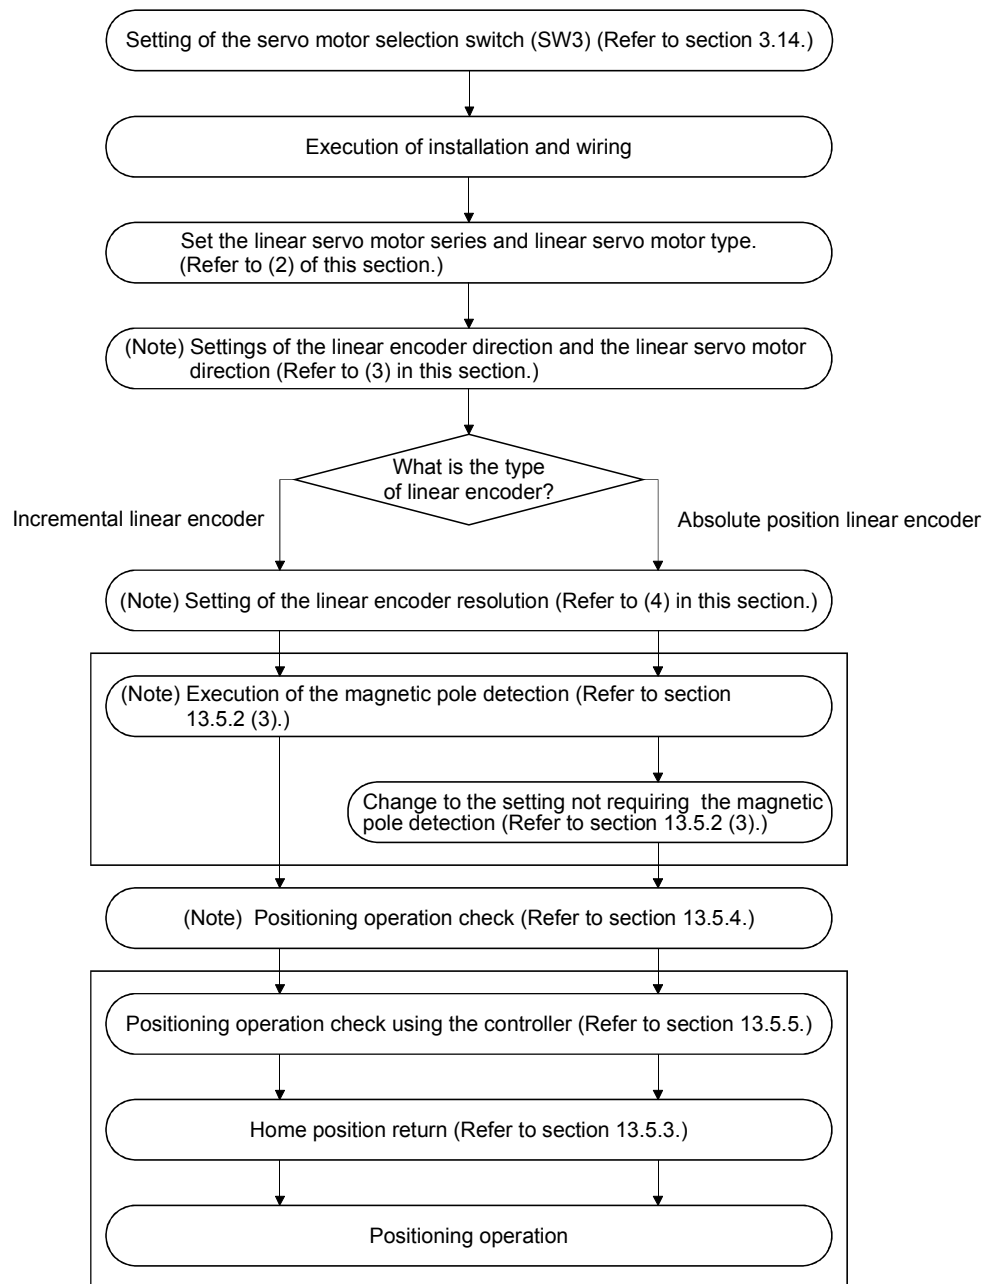 Setting of the servo motor selection switch (SW3) (Refer to section 3.14.)
Execution of installation and wiring
Set the linear servo motor series and linear servo motor type.
(Refer to (2) of this section.)
(Note) Settings of the linear encoder direction and the linear servo motor
direction (Refer to (3) in this section.)
What is the type
of linear encoder?
Incremental linear encoder
Absolute position linear encoder
(Note) Setting of the linear encoder resolution (Refer to (4) in this section.)
(Note) Execution of the magnetic pole detection (Refer to section
13.5.2 (3).)
Change to the setting not requiring the magnetic
pole detection (Refer to section 13.5.2 (3).)
(Note) Positioning operation check (Refer to section 13.5.4.)
Positioning operation check using the controller (Refer to section 13.5.5.)
Home position return (Refer to section 13.5.3.)
Positioning operation